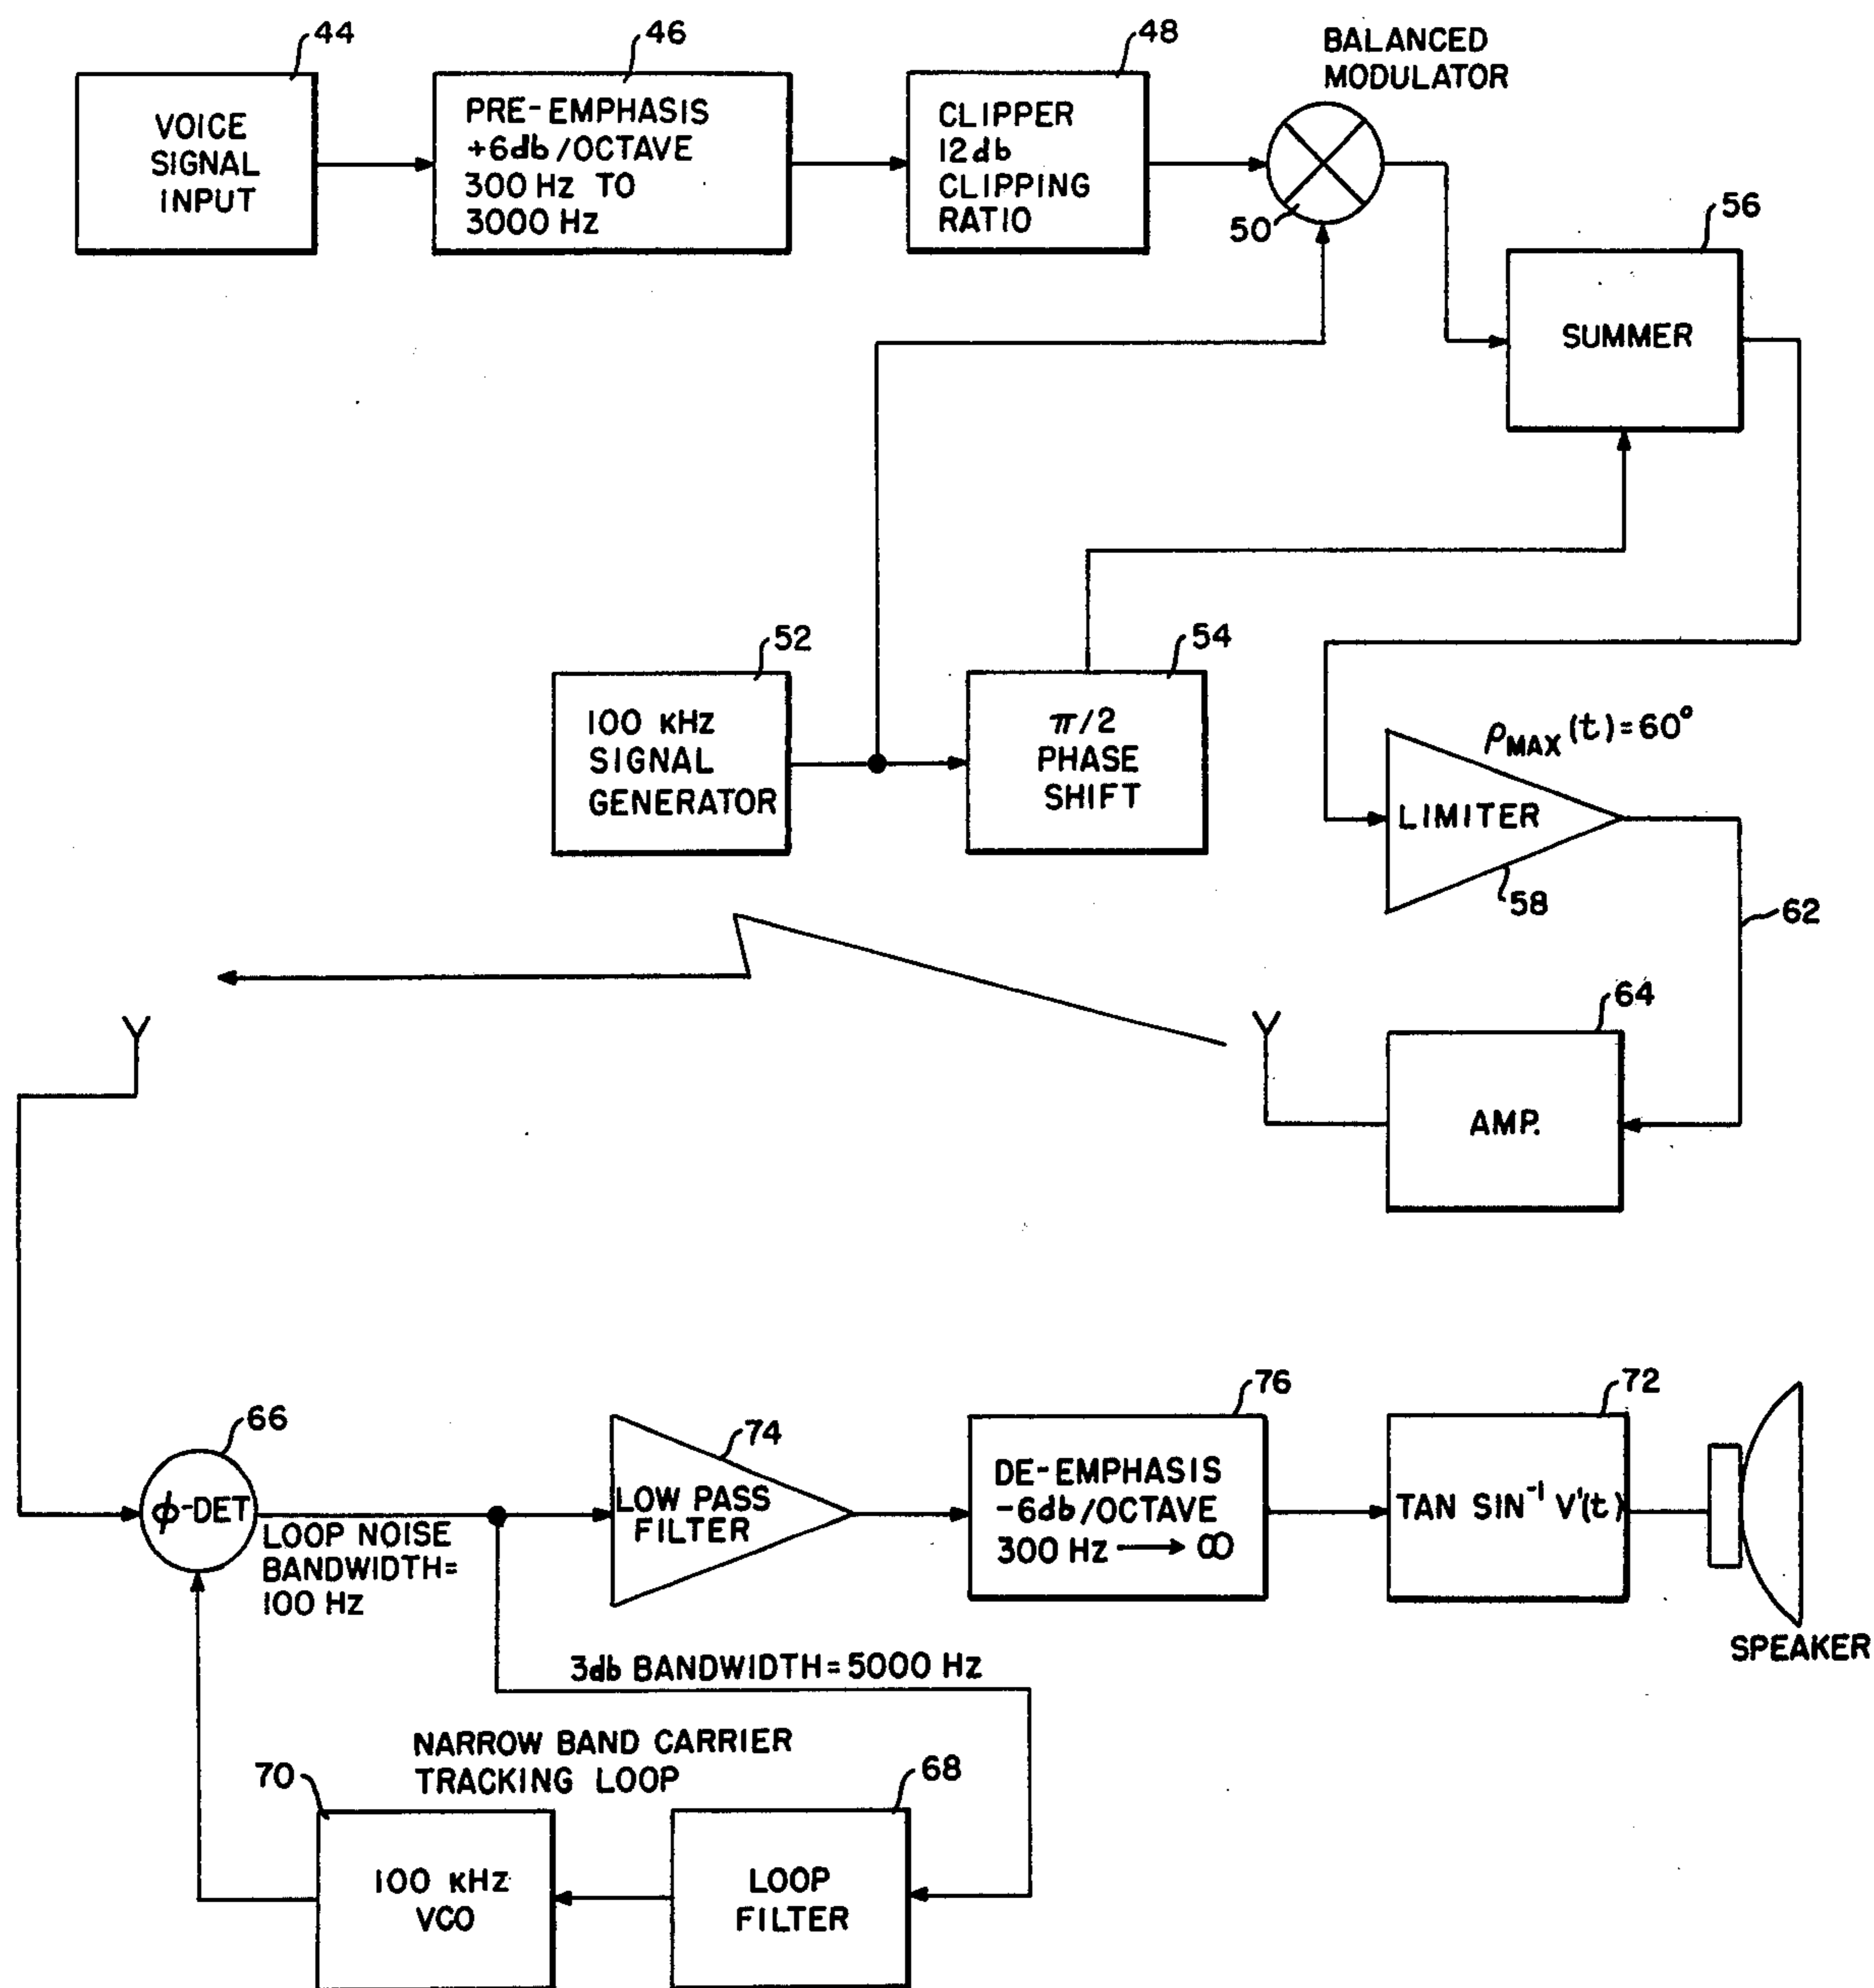 44
VOICE
SIGNAL
INPUT
46
PRE-EMPHASIS
+6db/OCTAVE
300 Hz TO
3000 Hz
48
CLIPPER
12db
CLIPPING
RATIO
BALANCED
MODULATOR
50
56
SUMMER
52
100 KHz
SIGNAL
GENERATOR
54
π/2
PHASE
SHIFT
ρMAX(t)=60°
LIMITER
58
62
64
AMP.
66
ϕ-DET
LOOP NOISE
BANDWIDTH=
100 Hz
74
LOW PASS
FILTER
76
DE-EMPHASIS
-6db/OCTAVE
300 Hz → ∞
72
TAN SIN⁻¹ V'(t)
SPEAKER
3db BANDWIDTH=5000 Hz
NARROW BAND CARRIER
TRACKING LOOP
70
100 KHz
VCO
68
LOOP
FILTER